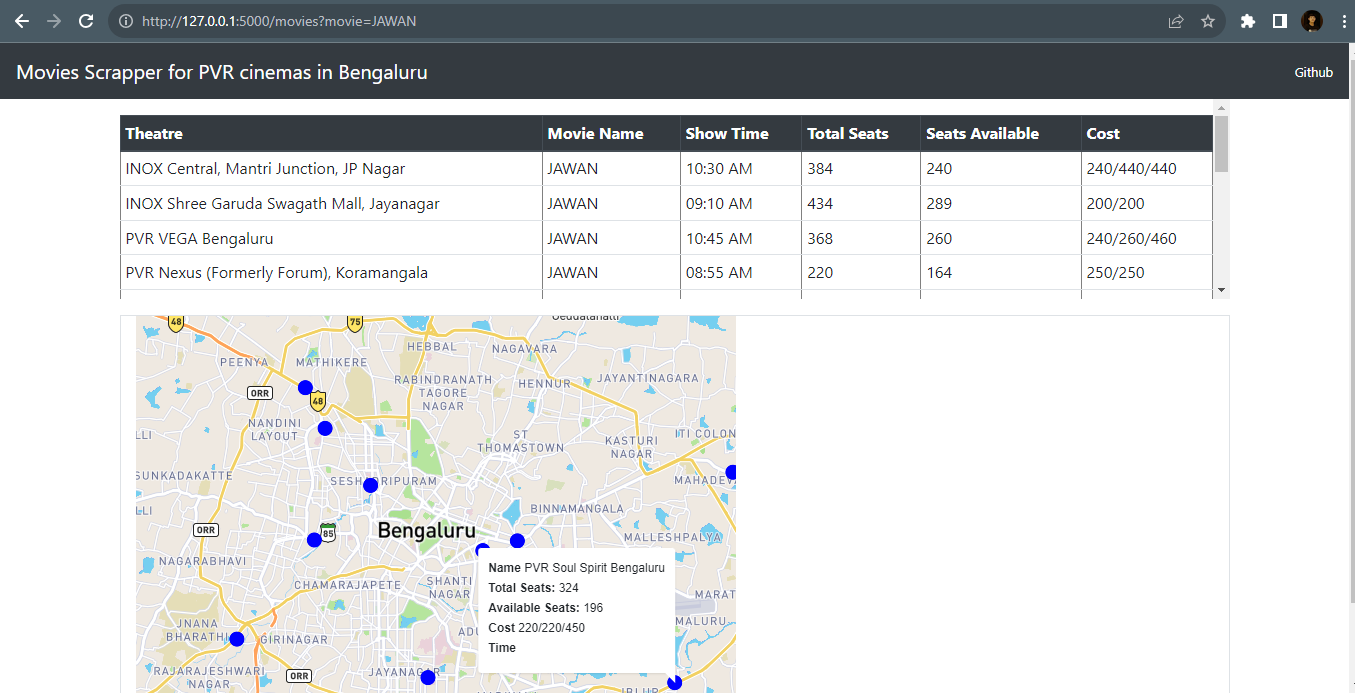 http://127.0.0.1:5000/movies?movie=JAWAN
Movies Scrapper for PVR cinemas in Bengaluru Github
Theatre Movie Name Show Time Total Seats Seats Available Cost
INOX Central, Mantri Junction, JP Nagar JAWAN 10:30 AM 384 240 240/440/440
INOX Shree Garuda Swagath Mall, Jayanagar JAWAN 09:10 AM 434 289 200/200
PVR VEGA Bengaluru JAWAN 10:45 AM 368 260 240/260/460
PVR Nexus (Formerly Forum), Koramangala JAWAN 08:55 AM 220 164 250/250
48 75
HEBBAL NAGAVARA
PEENYA MATHIKERE
RABINDRANATH HENNUR JAYANTINAGARA
TAGORE
NAGAR
ORR
48
NANDINI
LAYOUT
ST
THOMASTOWN
KASTURI
NAGAR
ITI COLON
SUNKADAKATTE
SESH ORIPURAM
MAHADEV
LLI
BINNAMANGALA
ORR 85 Bengaluru MALLESHPALYA
NAGARABHAVI
CHAMARAJAPETE SHANTI
NAGAR
Name PVR Soul Spirit Bengaluru
Total Seats: 324
Available Seats: 196
Cost 220/220/450
Time
MARAT
MALURU
JNANA
BHARATHI GIRINAGAR
ADU
RAJARAJESHWARI
NAGAR
ORR JAYANAGAR
IBLUR